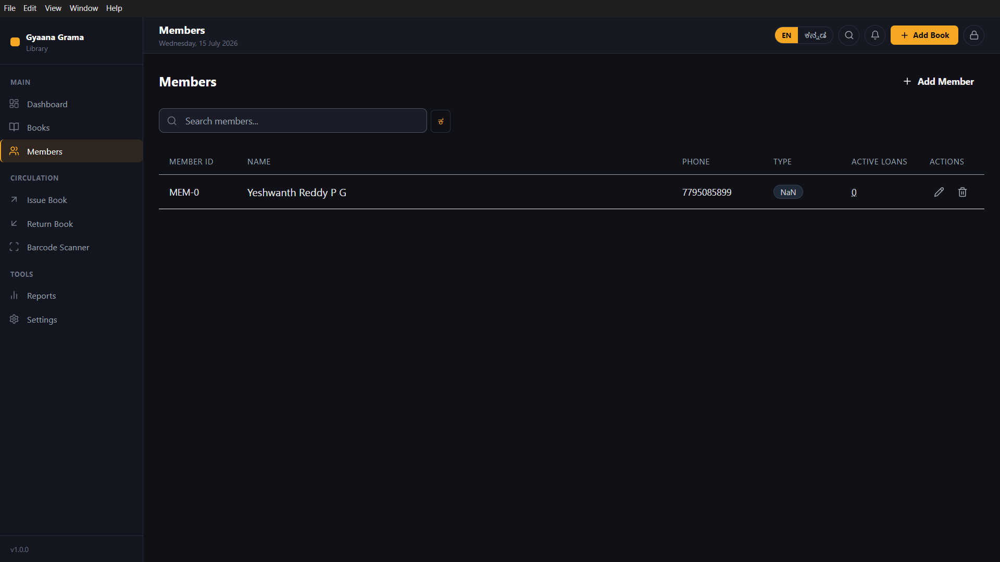 File Edit View Window Help
Gyaana Grama
Library
Members
Wednesday, 15 July 2026
EN ಕನ್ನಡ
+ Add Book
MAIN
Dashboard
Books
Members
CIRCULATION
Issue Book
Return Book
Barcode Scanner
TOOLS
Reports
Settings
v1.0.0
Members
+ Add Member
Search members...
ಕ
MEMBER ID NAME PHONE TYPE ACTIVE LOANS ACTIONS
MEM-0 Yeshwanth Reddy P G 7795085899 NaN 0